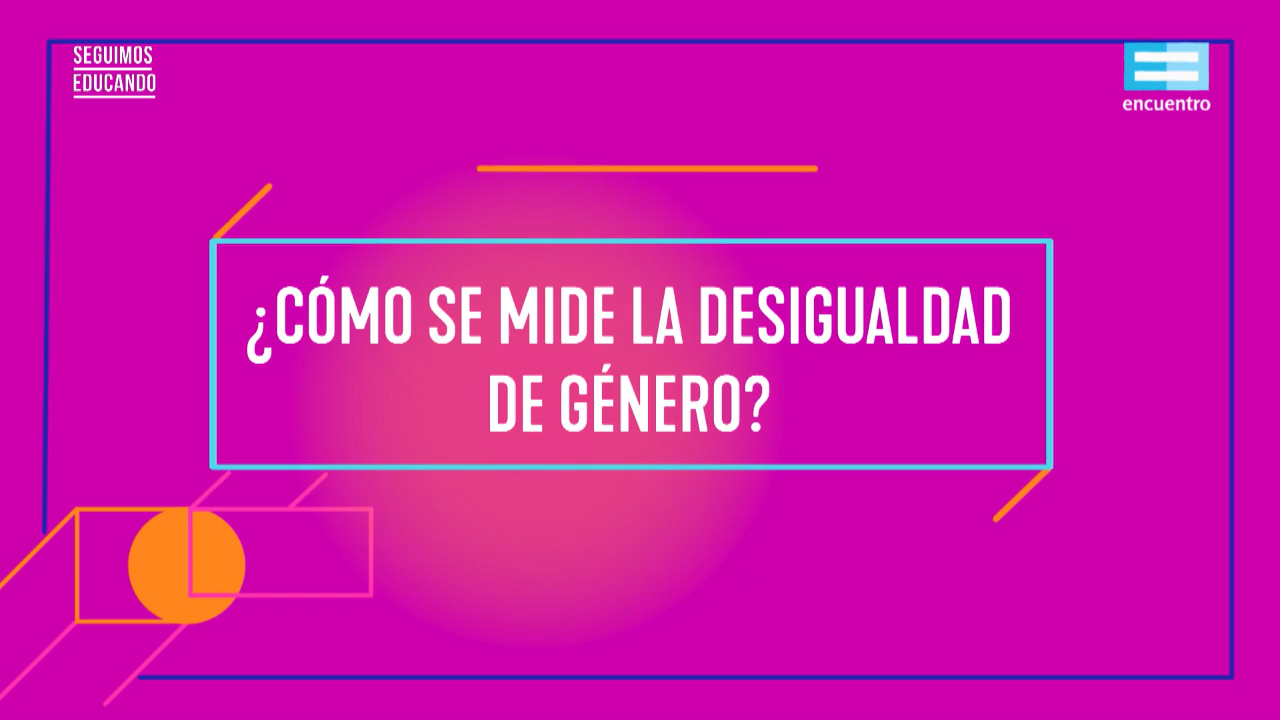 SEGUIMOS
EDUCANDO
encuentro
¿CÓMO SE MIDE LA DESIGUALDAD
DE GÉNERO?